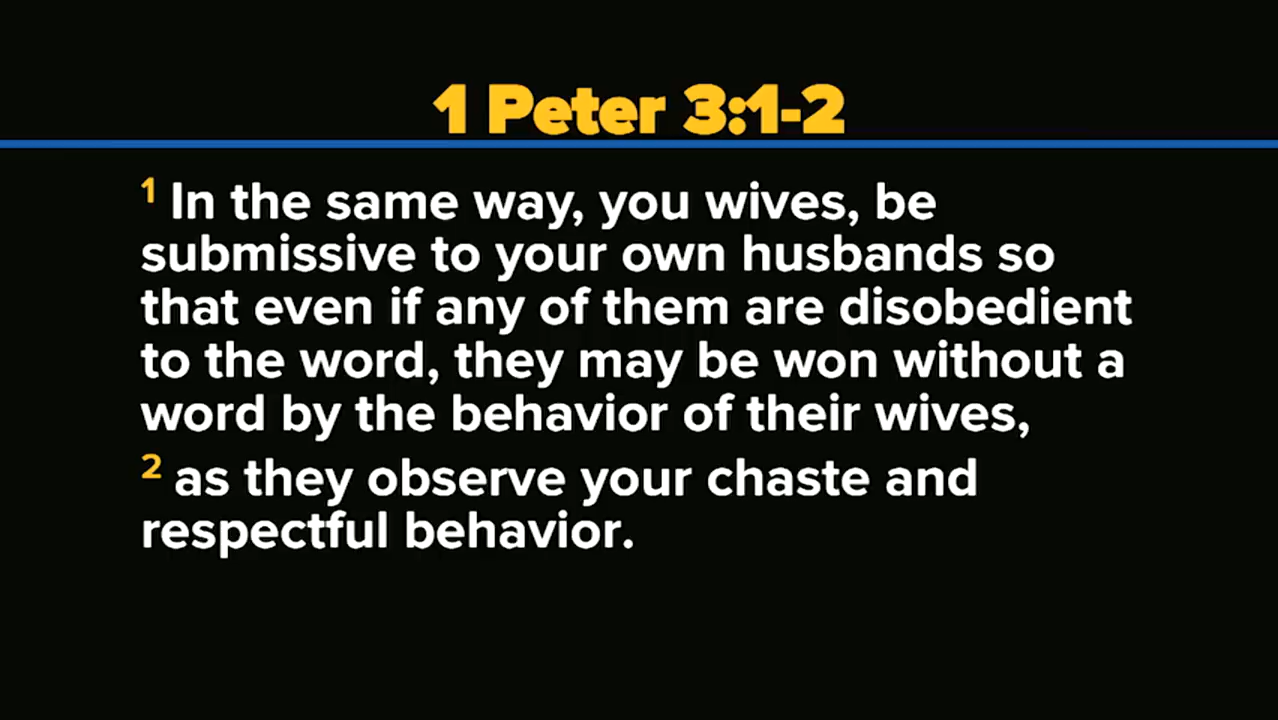 1 Peter 3:1-2
1 In the same way, you wives, be
submissive to your own husbands so
that even if any of them are disobedient
to the word, they may be won without a
word by the behavior of their wives,
2 as they observe your chaste and
respectful behavior.